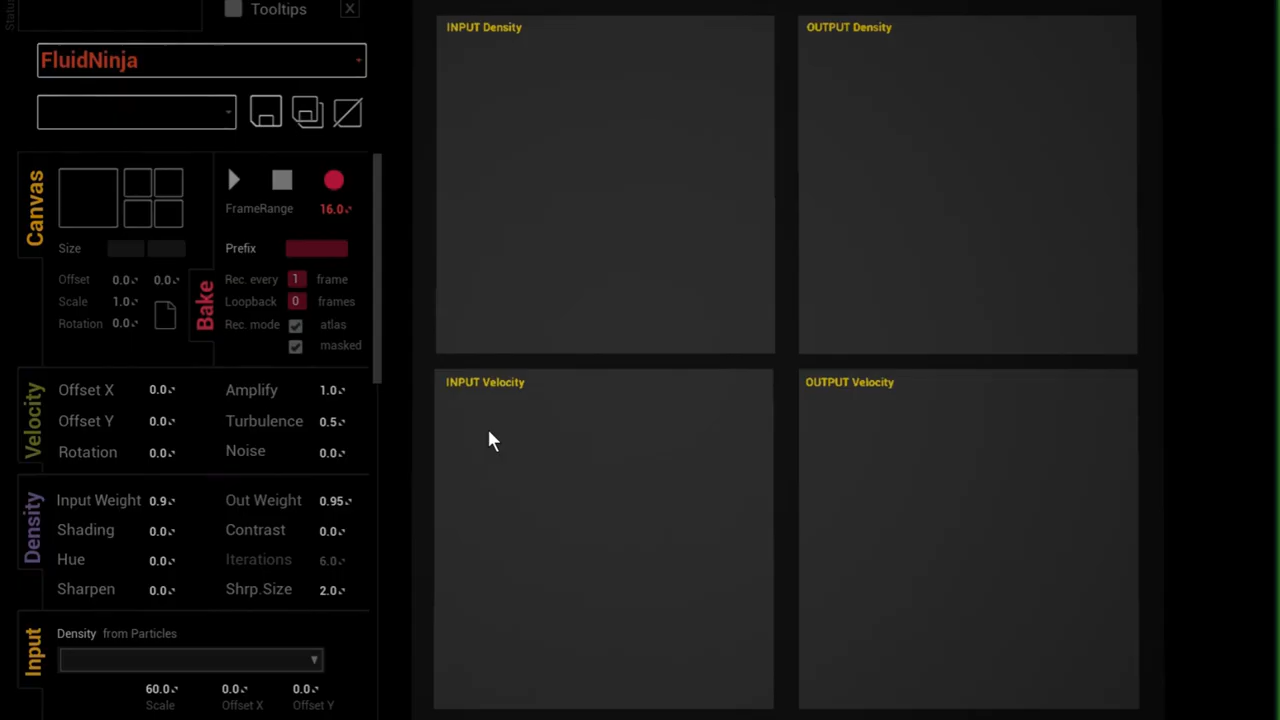 Status
Tooltips X
FluidNinja
Canvas
Size
Offset 0.0 0.0
Scale 1.0
Rotation 0.0
Bake
FrameRange 16.0
Prefix
Rec. every 1 frame
Loopback 0 frames
Rec. mode atlas
masked
Velocity
Offset X 0.0 Amplify 1.0
Offset Y 0.0 Turbulence 0.5
Rotation 0.0 Noise 0.0
Density
Input Weight 0.9 Out Weight 0.95
Shading 0.0 Contrast 0.0
Hue 0.0 Iterations 6.0
Sharpen 0.0 Shrp.Size 2.0
Input
Density from Particles
60.0 0.0 0.0
Scale Offset X Offset Y
INPUT Density
OUTPUT Density
INPUT Velocity
OUTPUT Velocity